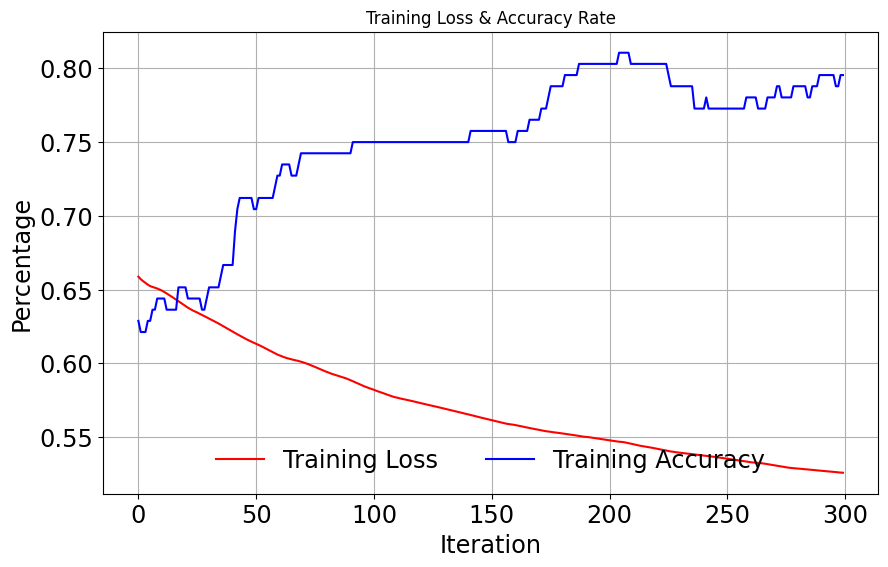 Training Loss & Accuracy Rate
0.80
0.75
0.70
0.65
0.60
0.55
Percentage
Training Loss
Training Accuracy
0 50 100 150 200 250 300
Iteration